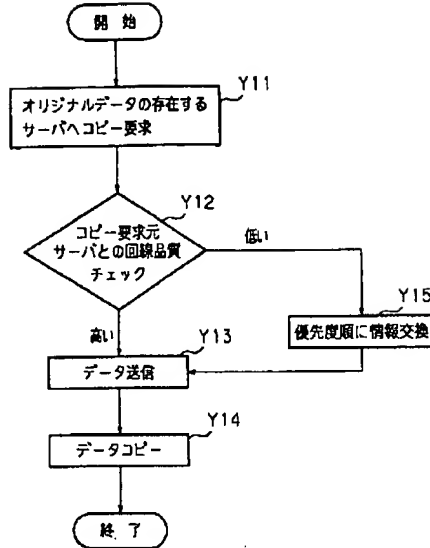 開始
Y11
オリジナルデータの存在する
サーバへコピー要求
Y12
コピー要求元
サーバとの回線品質
チェック
低い
Y15
優先度順に情報交換
高い
Y13
データ送信
Y14
データコピー
終了